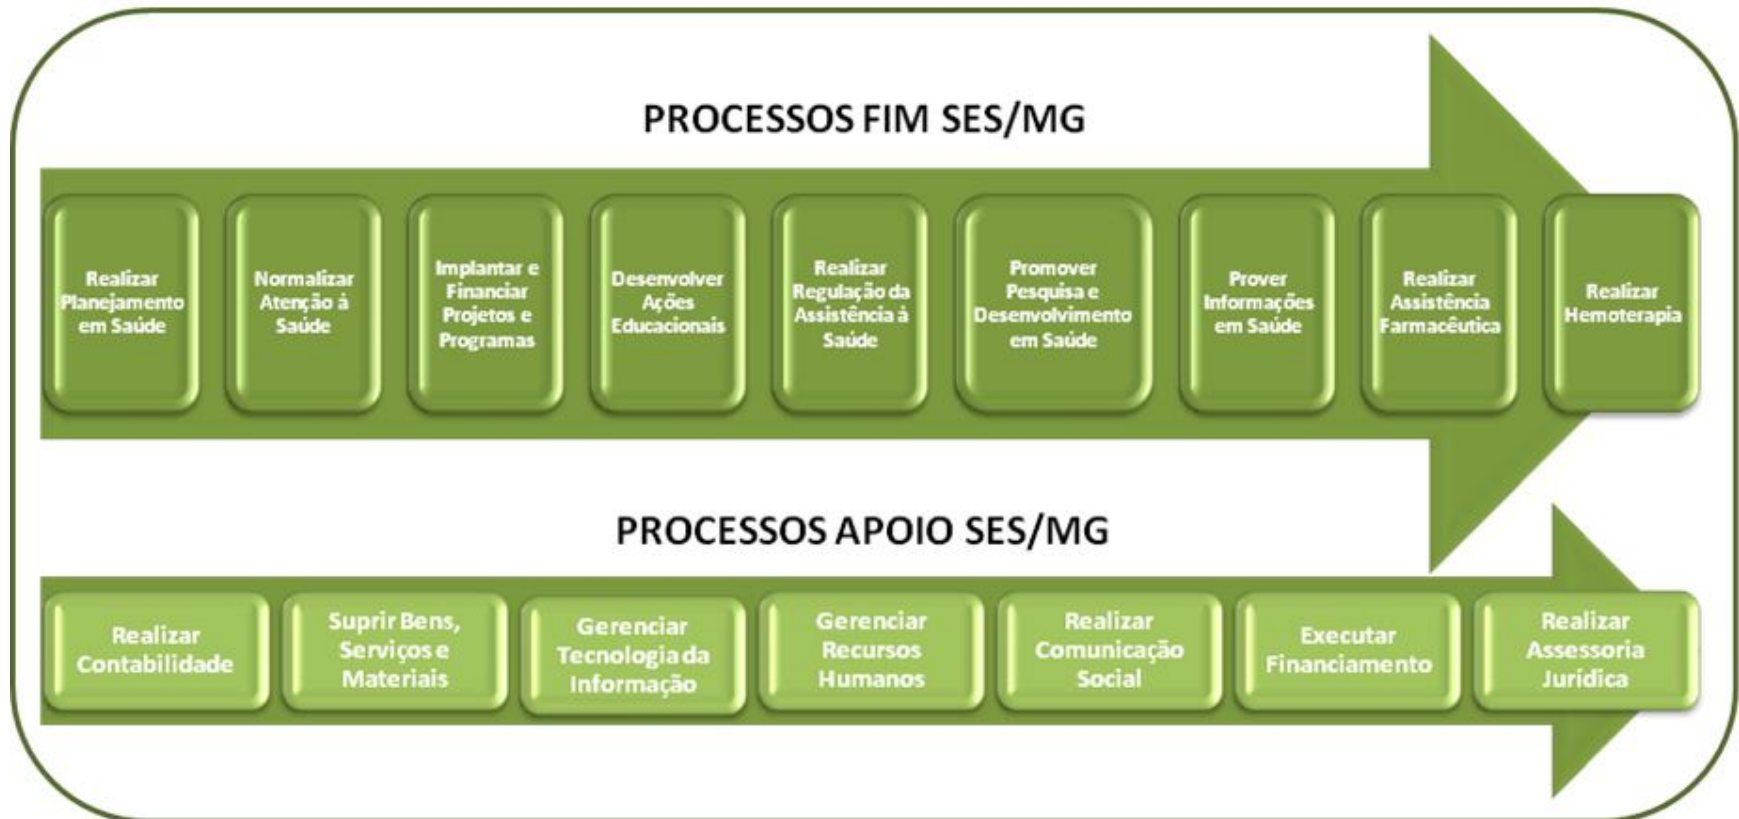 PROCESSOS FIM SES/MG
Realizar
Planejamento
em Saúde
Normalizar
Atenção à
Saúde
Implantar e
Financiar
Projetos e
Programas
Desenvolver
Ações
Educacionais
Realizar
Regulação da
Assistência à
Saúde
Promover
Pesquisa e
Desenvolvimento
em Saúde
Prover
Informações
em Saúde
Realizar
Assistência
Farmacêutica
Realizar
Hemoterapia
PROCESSOS APOIO SES/MG
Realizar
Contabilidade
Suprir Bens,
Serviços e
Materiais
Gerenciar
Tecnologia da
Informação
Gerenciar
Recursos
Humanos
Realizar
Comunicação
Social
Executar
Financiamento
Realizar
Assessoria
Jurídica